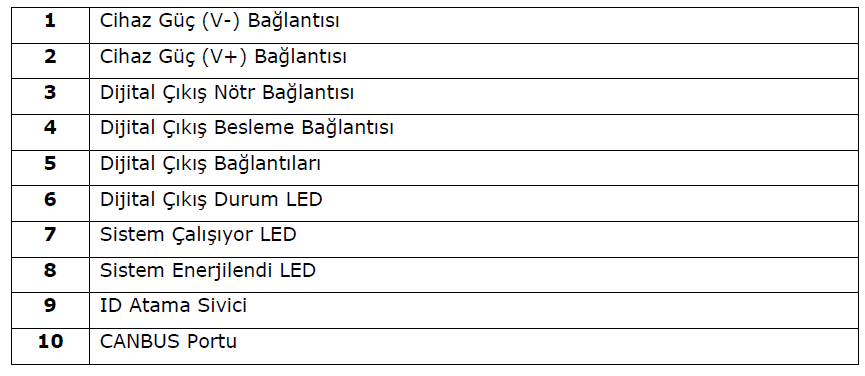 1 Cihaz Güç (V-) Bağlantısı
2 Cihaz Güç (V+) Bağlantısı
3 Dijital Çıkış Nötr Bağlantısı
4 Dijital Çıkış Besleme Bağlantısı
5 Dijital Çıkış Bağlantıları
6 Dijital Çıkış Durum LED
7 Sistem Çalışıyor LED
8 Sistem Enerjilendi LED
9 ID Atama Sivici
10 CANBUS Portu